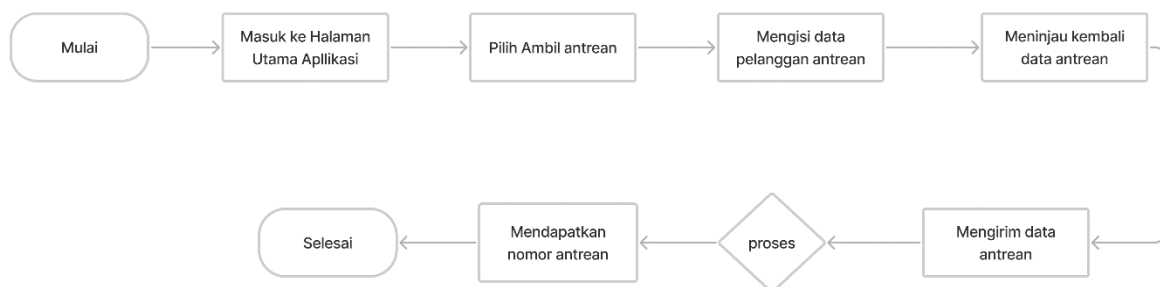 Mulai
Masuk ke Halaman
Utama Apllikasi
Pilih Ambil antrean
Mengisi data
pelanggan antrean
Meninjau kembali
data antrean
Mengirim data
antrean
proses
Mendapatkan
nomor antrean
Selesai